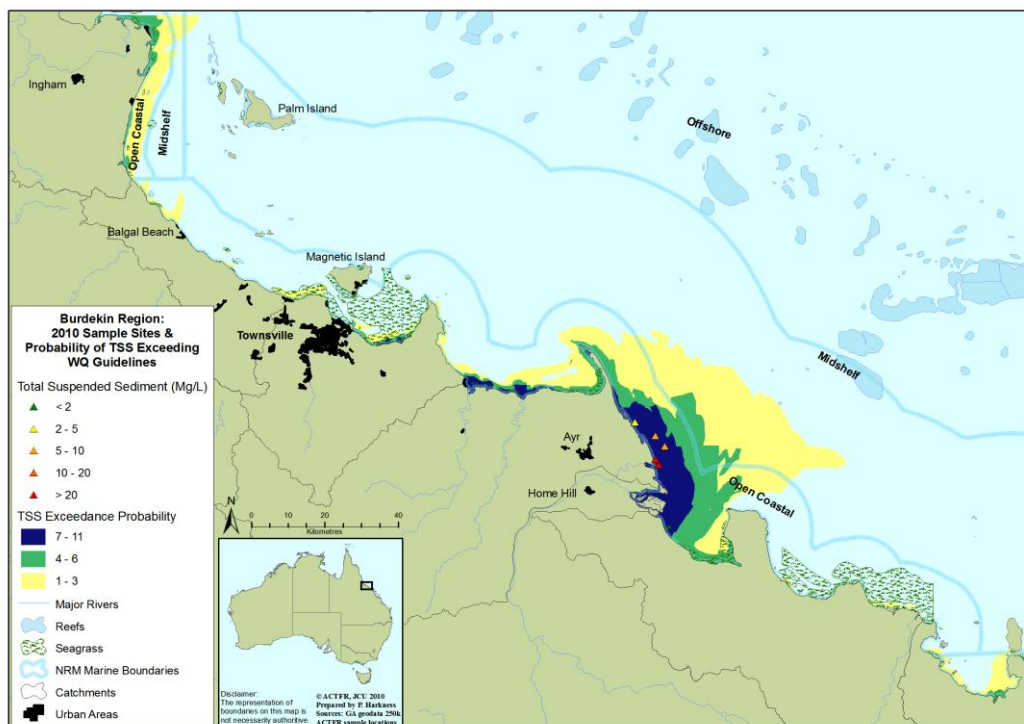 Ingham
Palm Island
Open Coastal
Midshelf
Offshore
Balgal Beach
Magnetic Island
Townsville
Midshelf
Ayr
Home Hill
Open Coastal
Burdekin Region:
2010 Sample Sites &
Probability of TSS Exceeding
WQ Guidelines
Total Suspended Sediment (Mg/L)
< 2
2 - 5
5 - 10
10 - 20
> 20
TSS Exceedance Probability
7 - 11
4 - 6
1 - 3
Major Rivers
Reefs
Seagrass
NRM Marine Boundaries
Catchments
Urban Areas
N
0 10 20 40
Kilometres
Disclaimer:
The representation of
boundaries on this map is
not necessarily authoritive.
© ACTFR, JCU 2010
Prepared by P. Harkness
Sources: GA geodata 250k
ACTFR sample locations